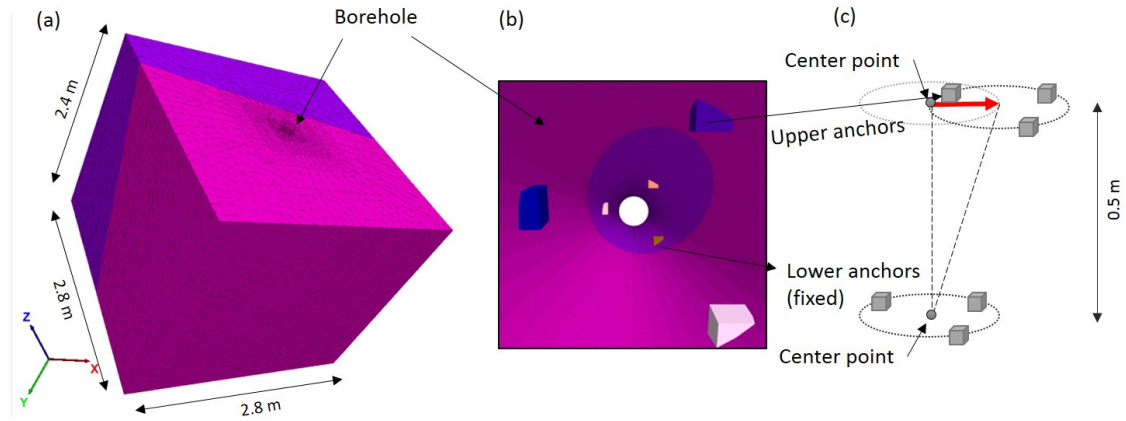 (a)
Borehole
(b)
(c)
2.4 m
2.8 m
2.8 m
Z
X
Y
Center point
Upper anchors
Lower anchors
(fixed)
Center point
0.5 m